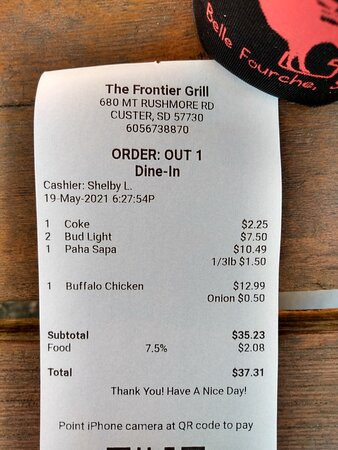 Belle Fourche,
The Frontier Grill
680 MT RUSHMORE RD
CUSTER, SD 57730
6056738870
ORDER: OUT 1
Dine-In
Cashier: Shelby L.
19-May-2021 6:27:54P
1 Coke $2.25
2 Bud Light $7.50
1 Paha Sapa $10.49
1/3lb $1.50
1 Buffalo Chicken $12.99
Onion $0.50
Subtotal $35.23
Food 7.5% $2.08
Total $37.31
Thank You! Have A Nice Day!
Point iPhone camera at QR code to pay